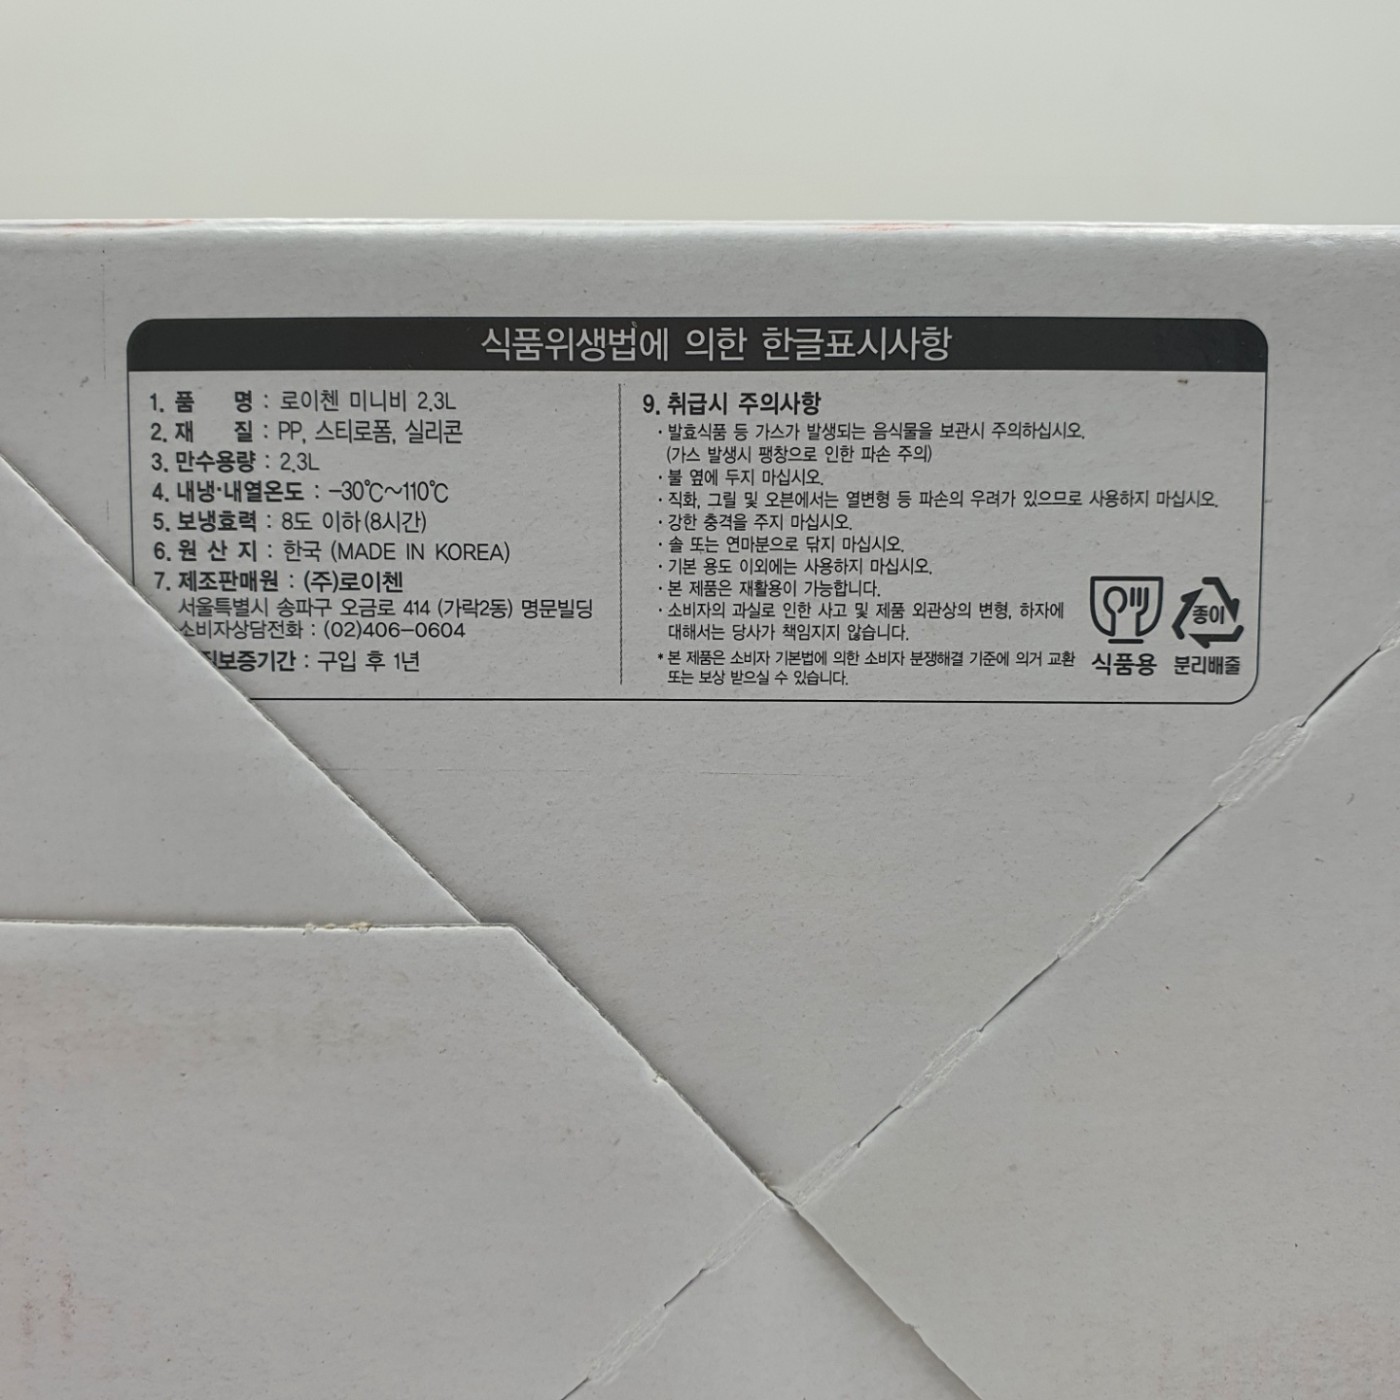 식품위생법에 의한 한글표시사항
1. 품 명 : 로이첸 미니비 2.3L
2. 재 질 : PP, 스티로폼, 실리콘
3. 만수용량 : 2.3L
4. 내냉·내열온도 : -30℃~110℃
5. 보냉효력 : 8도 이하(8시간)
6. 원 산 지 : 한국 (MADE IN KOREA)
7. 제조판매원 : (주)로이첸
서울특별시 송파구 오금로 414 (가락2동) 명문빌딩
소비자상담전화 : (02)406-0604
질보증기간 : 구입 후 1년
9. 취급시 주의사항
· 발효식품 등 가스가 발생되는 음식물을 보관시 주의하십시오.
(가스 발생시 팽창으로 인한 파손 주의)
· 불 옆에 두지 마십시오.
· 직화, 그릴 및 오븐에서는 열변형 등 파손의 우려가 있으므로 사용하지 마십시오.
· 강한 충격을 주지 마십시오.
· 솔 또는 연마분으로 닦지 마십시오.
· 기본 용도 이외에는 사용하지 마십시오.
· 본 제품은 재활용이 가능합니다.
· 소비자의 과실로 인한 사고 및 제품 외관상의 변형, 하자에
대해서는 당사가 책임지지 않습니다.
* 본 제품은 소비자 기본법에 의한 소비자 분쟁해결 기준에 의거 교환
또는 보상 받으실 수 있습니다.
식품용
종이
분리배출